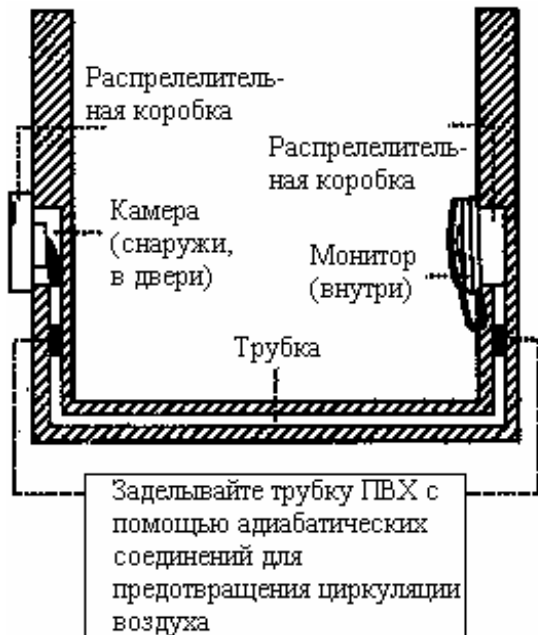 Распрелелитель-
ная коробка
Распрелелитель-
ная коробка
Камера
(снаружи,
в двери)
Монитор
(внутри)
Трубка
Заделывайте трубку ПВХ с
помощью адиабатических
соединений для
предотвращения циркуляции
воздуха